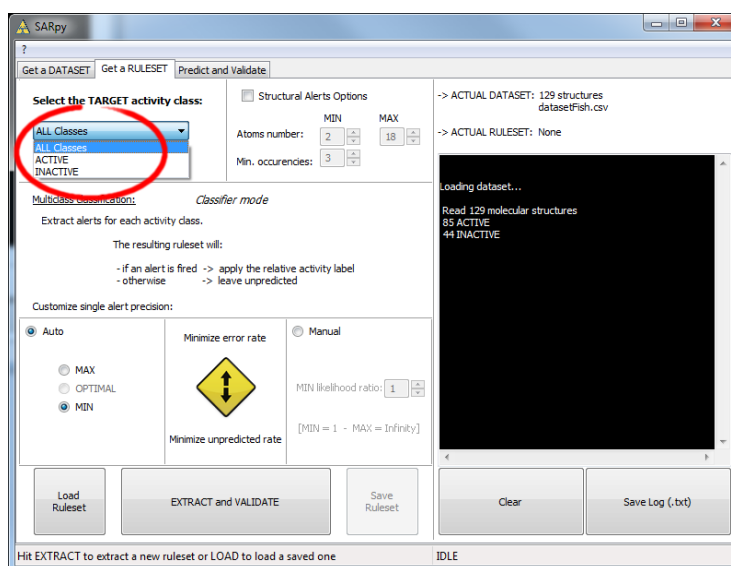 SARpy
?
Get a DATASET
Get a RULESET
Predict and Validate
Select the TARGET activity class:
ALL Classes
ALL Classes
ACTIVE
INACTIVE
Structural Alerts Options
MIN MAX
Atoms number: 2 18
Min. occurencies: 3
Multiclass classification: Classifier mode
Extract alerts for each activity class.
The resulting ruleset will:
- if an alert is fired -> apply the relative activity label
- otherwise -> leave unpredicted
Customize single alert precision:
Auto
MAX
OPTIMAL
MIN
Minimize error rate
Minimize unpredicted rate
Manual
MIN likelihood ratio: 1
[MIN = 1 - MAX = Infinity]
Load
Ruleset
EXTRACT and VALIDATE
Save
Ruleset
-> ACTUAL DATASET: 129 structures
datasetFish.csv
-> ACTUAL RULESET: None
Loading dataset...
Read 129 molecular structures
85 ACTIVE
44 INACTIVE
Clear
Save Log (.txt)
Hit EXTRACT to extract a new ruleset or LOAD to load a saved one
IDLE